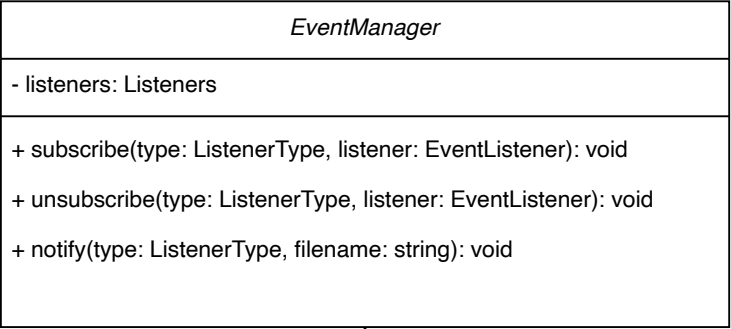 EventManager
- listeners: Listeners
+ subscribe(type: ListenerType, listener: EventListener): void
+ unsubscribe(type: ListenerType, listener: EventListener): void
+ notify(type: ListenerType, filename: string): void